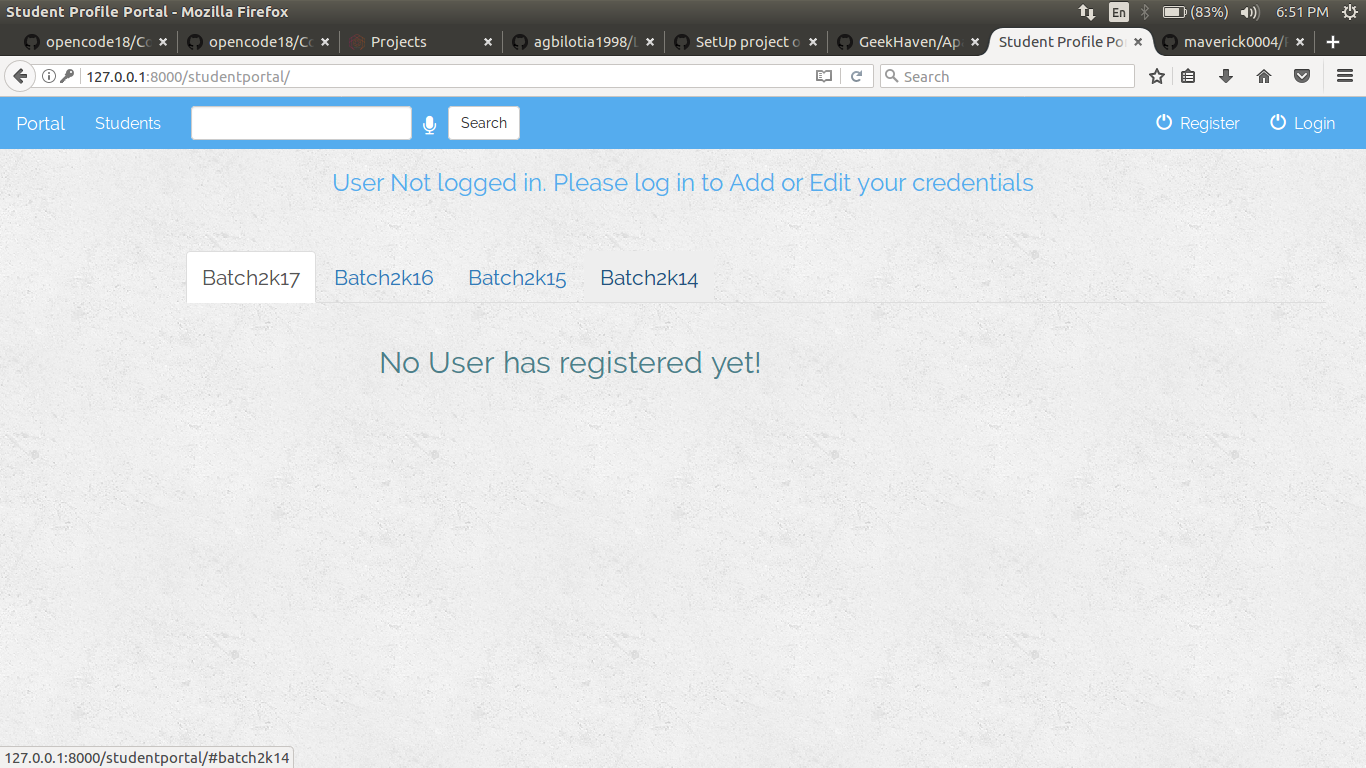 Student Profile Portal - Mozilla Firefox
En
(83%)
6:51 PM
opencode18/Co
opencode18/Co
Projects
agbilotia1998/L
SetUp project o
GeekHaven/Apa
Student Profile Po
maverick0004/
127.0.0.1:8000/studentportal/
Search
Portal
Students
Search
Register
Login
User Not logged in. Please log in to Add or Edit your credentials
Batch2k17
Batch2k16
Batch2k15
Batch2k14
No User has registered yet!
127.0.0.1:8000/studentportal/#batch2k14